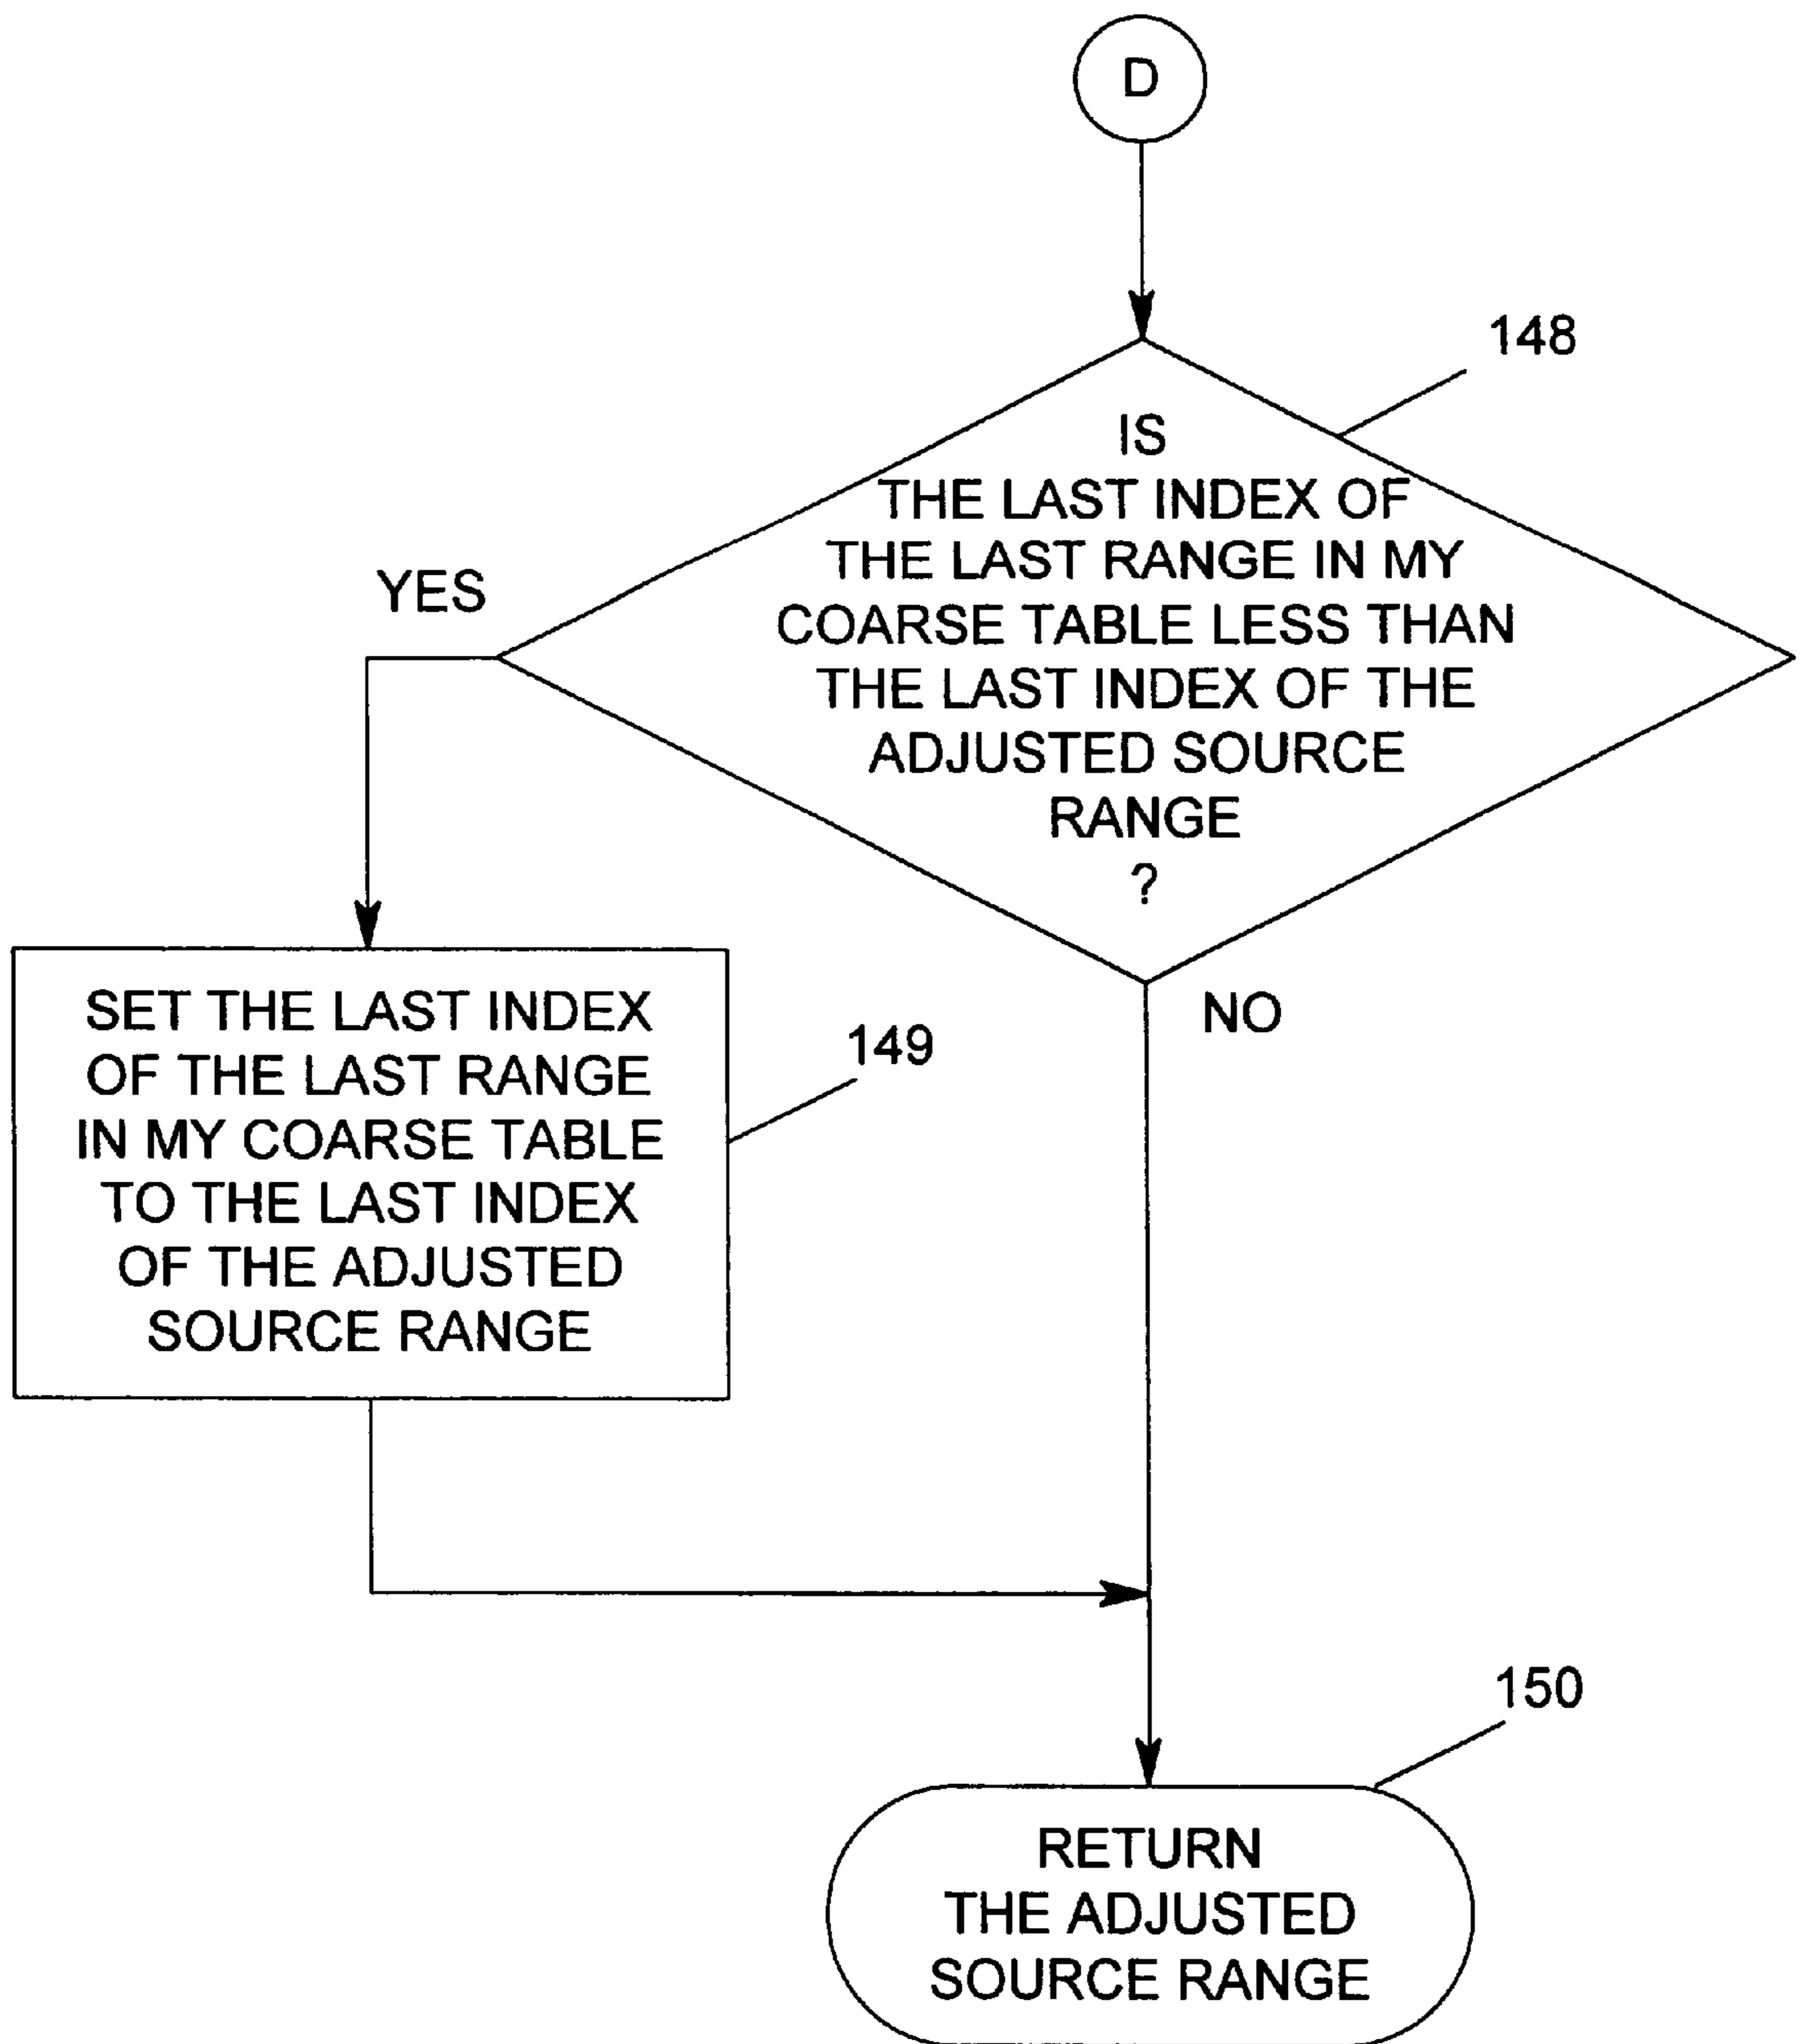 D
148
IS
THE LAST INDEX OF
THE LAST RANGE IN MY
COARSE TABLE LESS THAN
THE LAST INDEX OF THE
ADJUSTED SOURCE
RANGE
?
YES
NO
SET THE LAST INDEX
OF THE LAST RANGE
IN MY COARSE TABLE
TO THE LAST INDEX
OF THE ADJUSTED
SOURCE RANGE
149
150
RETURN
THE ADJUSTED
SOURCE RANGE